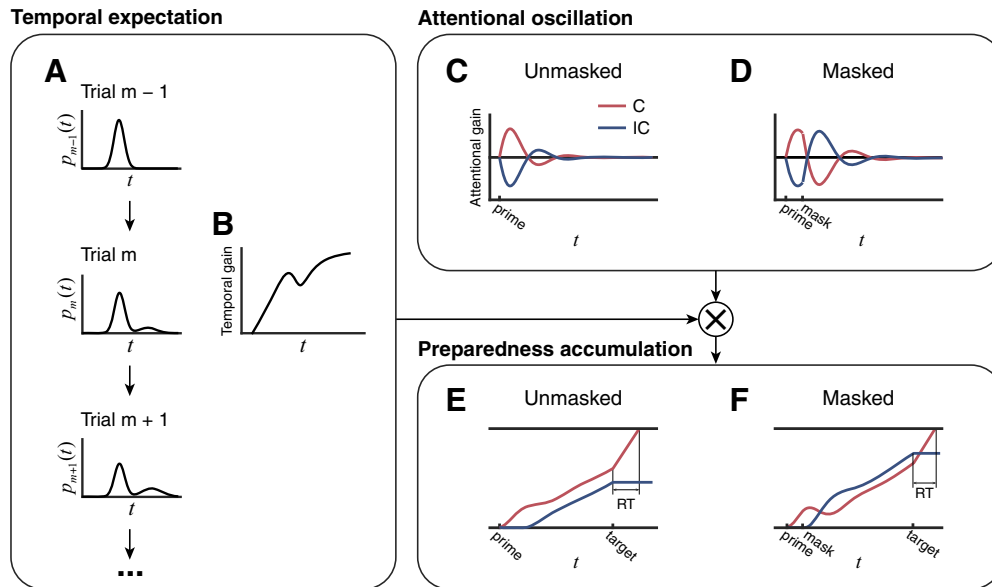 Temporal expectation
A
Trial m − 1
p_{m−1}(t)
t
Trial m
p_m(t)
t
Trial m + 1
p_{m+1}(t)
t
...
B
Temporal gain
t
Attentional oscillation
C
Unmasked
C
IC
Attentional gain
prime
t
D
Masked
prime
mask
t
Preparedness accumulation
E
Unmasked
RT
prime
target
t
F
Masked
RT
prime
mask
target
t